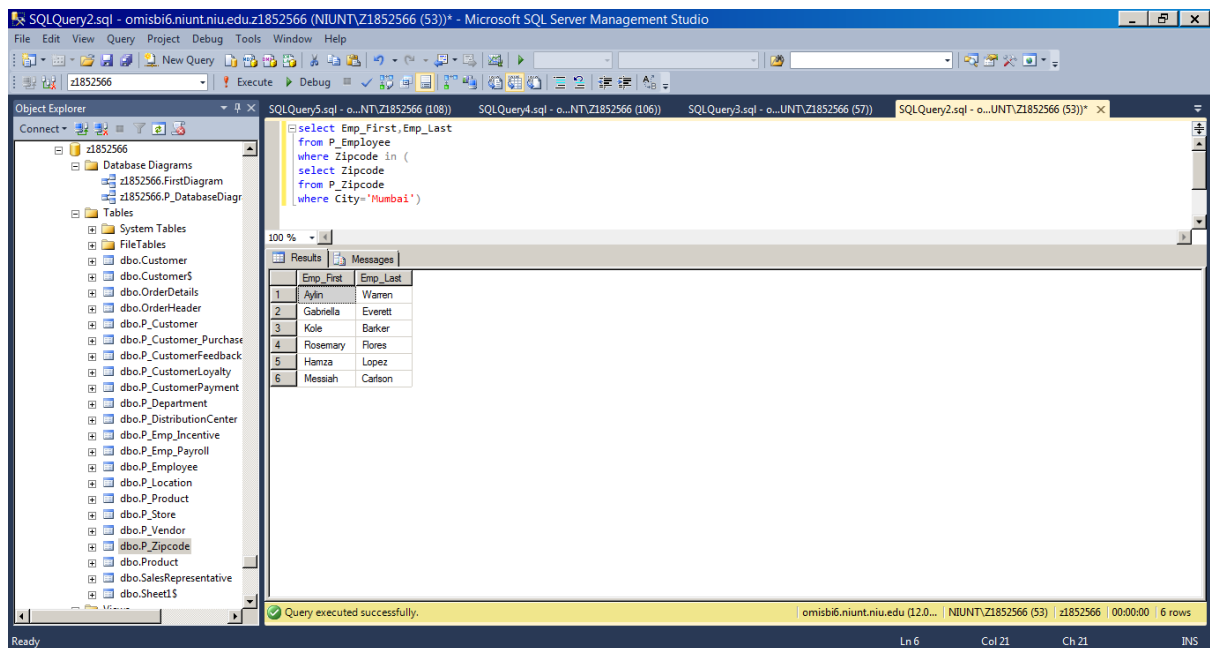 SQLQuery2.sql - omisbi6.niunt.niu.edu.z1852566 (NIUNT\Z1852566 (53))* - Microsoft SQL Server Management Studio
File Edit View Query Project Debug Tools Window Help
New Query
z1852566 Execute Debug
Object Explorer
SQLQuery5.sql - o...NT\Z1852566 (108)) SQLQuery4.sql - o...NT\Z1852566 (106)) SQLQuery3.sql - o...UNT\Z1852566 (57)) SQLQuery2.sql - o...UNT\Z1852566 (53))*
Connect
z1852566
Database Diagrams
z1852566.FirstDiagram
z1852566.P_DatabaseDiagr
Tables
System Tables
FileTables
dbo.Customer
dbo.Customer$
dbo.OrderDetails
dbo.OrderHeader
dbo.P_Customer
dbo.P_Customer_Purchase
dbo.P_CustomerFeedback
dbo.P_CustomerLoyalty
dbo.P_CustomerPayment
dbo.P_Department
dbo.P_DistributionCenter
dbo.P_Emp_Incentive
dbo.P_Emp_Payroll
dbo.P_Employee
dbo.P_Location
dbo.P_Product
dbo.P_Store
dbo.P_Vendor
dbo.P_Zipcode
dbo.Product
dbo.SalesRepresentative
dbo.Sheet1$
Views
select Emp_First,Emp_Last
from P_Employee
where Zipcode in (
select Zipcode
from P_Zipcode
where City='Mumbai')
100 %
Results Messages
Emp_First Emp_Last
1 Aylin Warren
2 Gabriella Everett
3 Kole Barker
4 Rosemary Flores
5 Hamza Lopez
6 Messiah Carlson
Query executed successfully. omisbi6.niunt.niu.edu (12.0... NIUNT\Z1852566 (53) z1852566 00:00:00 6 rows
Ready Ln 6 Col 21 Ch 21 INS